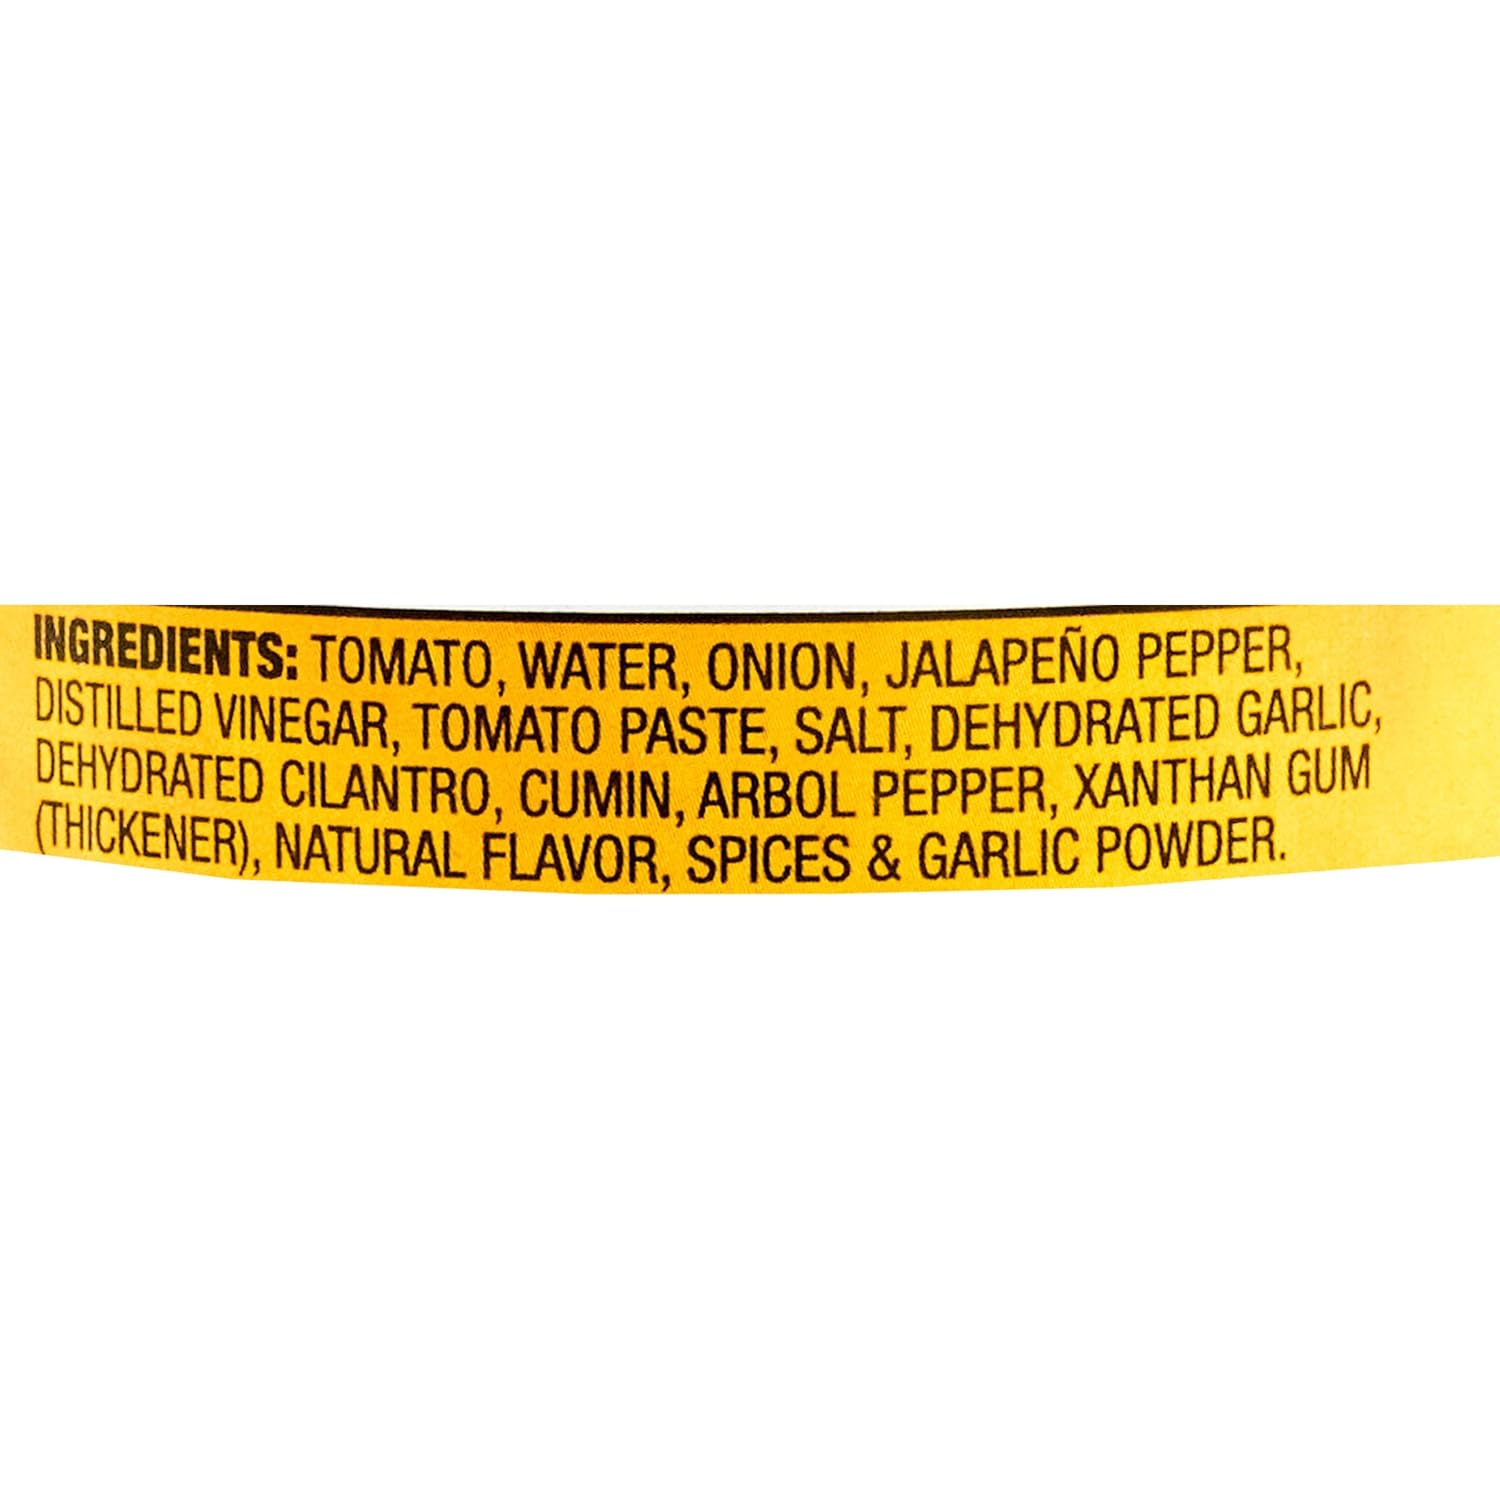 INGREDIENTS: TOMATO, WATER, ONION, JALAPEÑO PEPPER,
DISTILLED VINEGAR, TOMATO PASTE, SALT, DEHYDRATED GARLIC,
DEHYDRATED CILANTRO, CUMIN, ARBOL PEPPER, XANTHAN GUM
(THICKENER), NATURAL FLAVOR, SPICES & GARLIC POWDER.